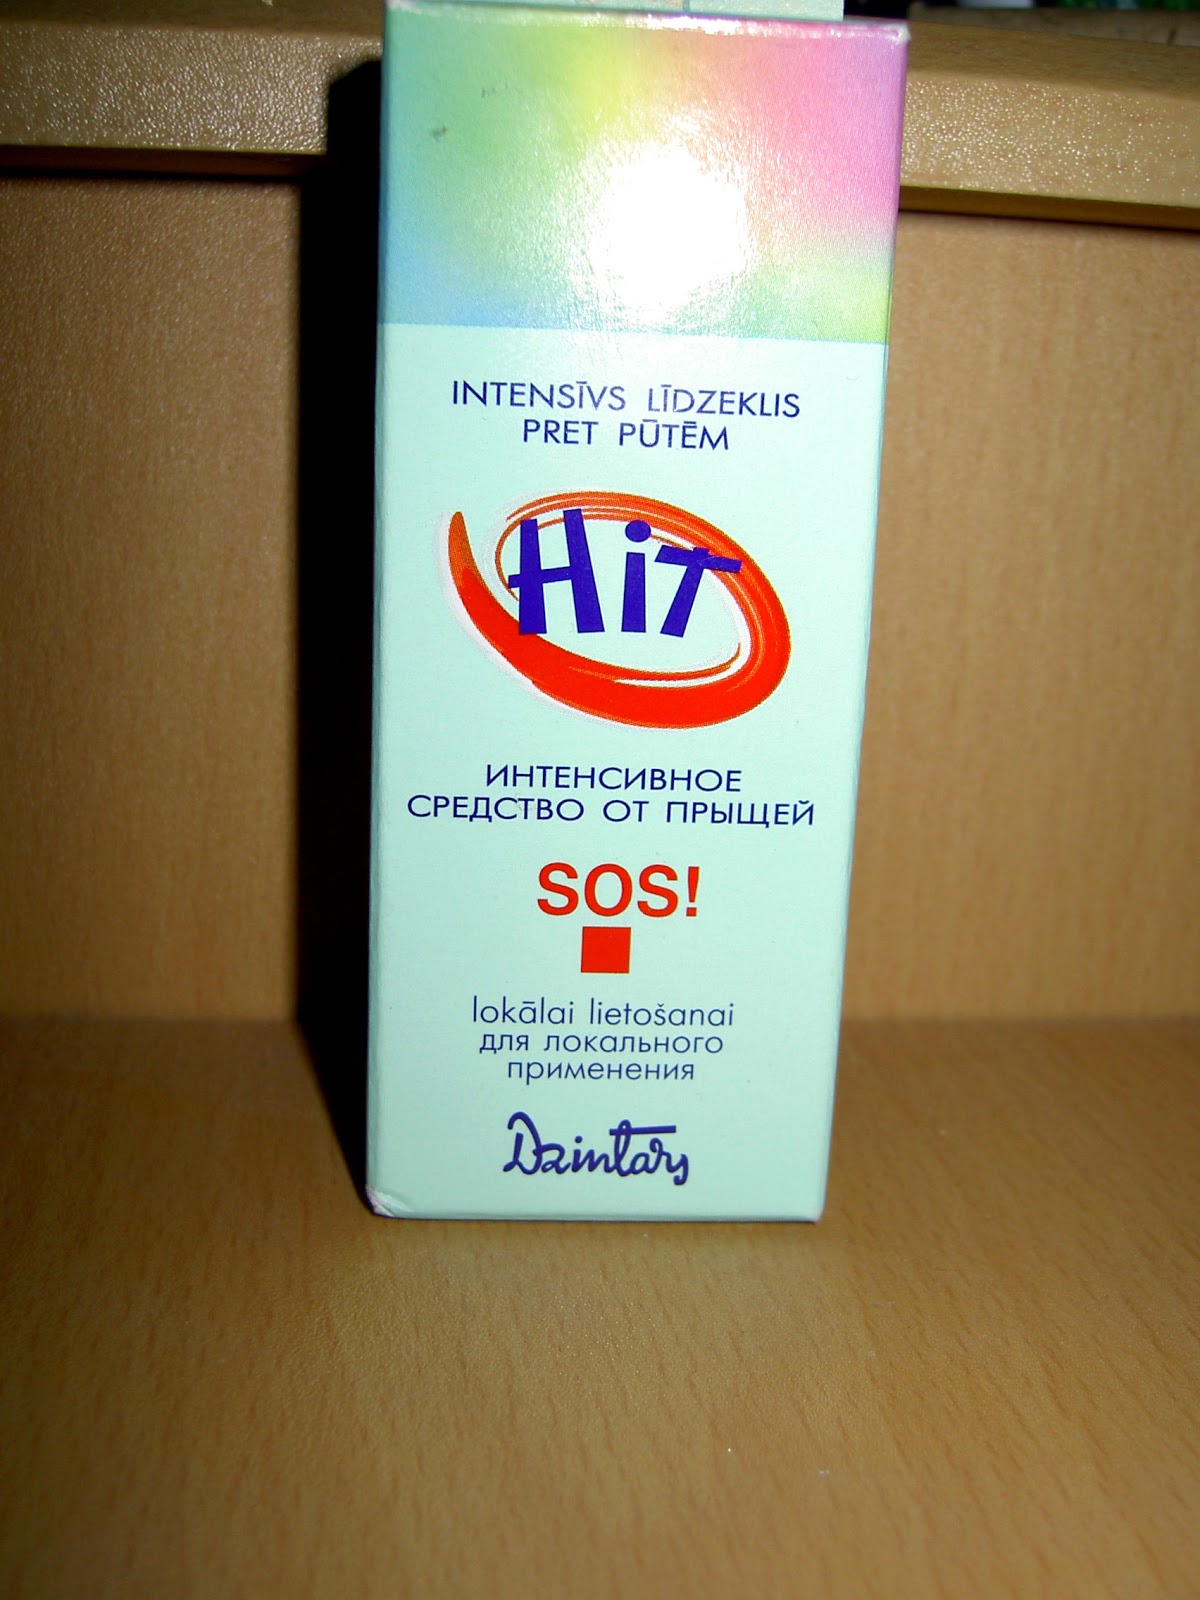 INTENSĪVS LĪDZEKLIS
PRET PŪTĒM
HiT
ИНТЕНСИВНОЕ
СРЕДСТВО ОТ ПРЫЩЕЙ
SOS!
lokālai lietošanai
для локального
применения
Dzintars